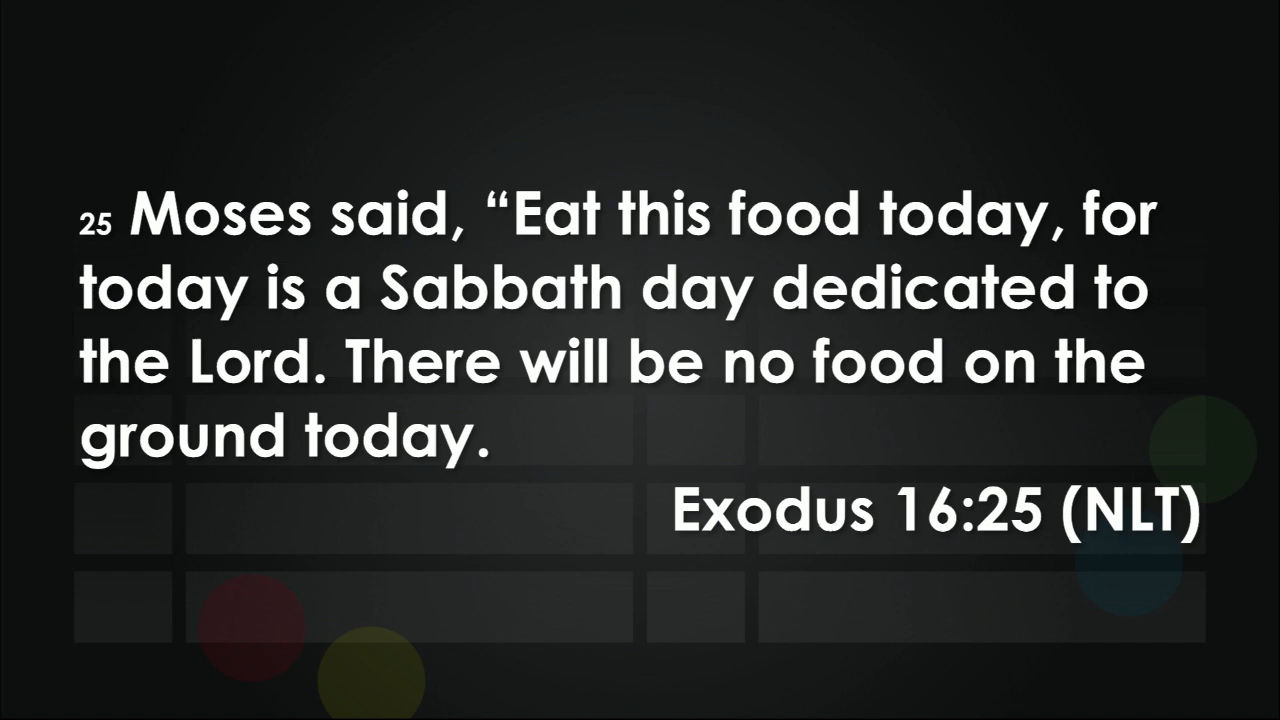 25 Moses said, “Eat this food today, for
today is a Sabbath day dedicated to
the Lord. There will be no food on the
ground today.
Exodus 16:25 (NLT)